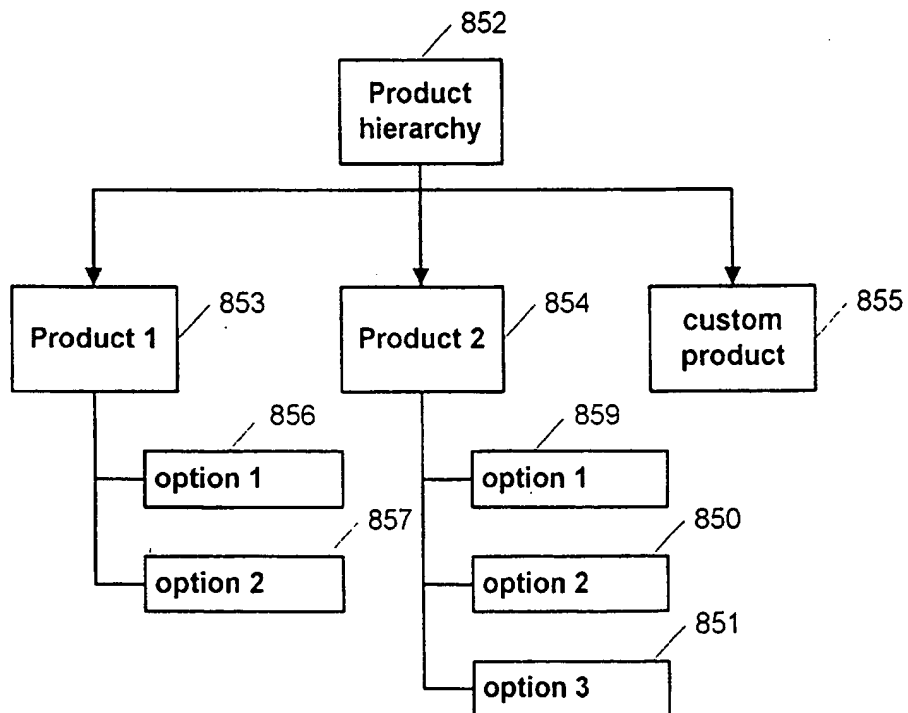 852
Product
hierarchy
Product 1
853
Product 2
854
custom
product
855
856
option 1
859
option 1
857
option 2
850
option 2
851
option 3